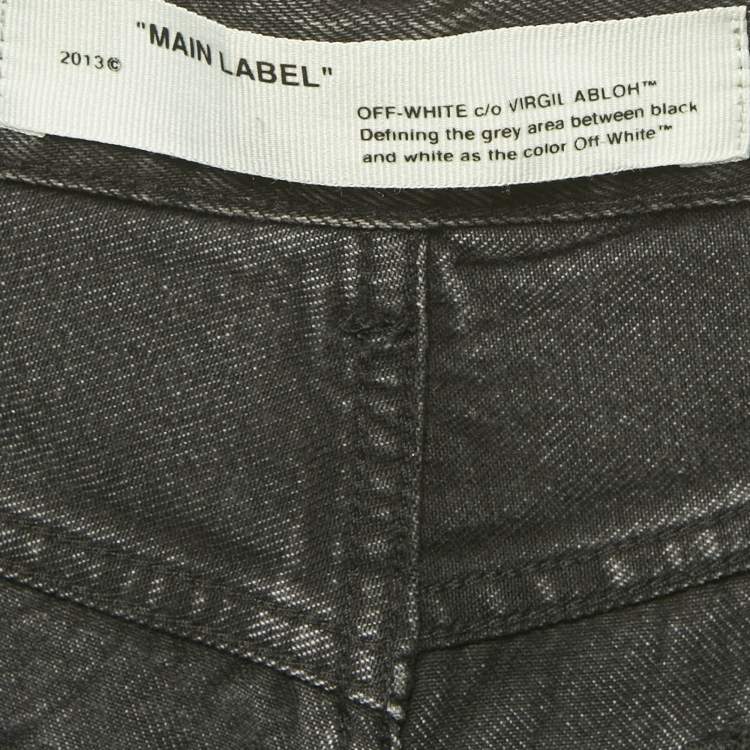 "MAIN LABEL"
2013©
OFF-WHITE c/o VIRGIL ABLOH™
Defining the grey area between black
and white as the color Off-White™